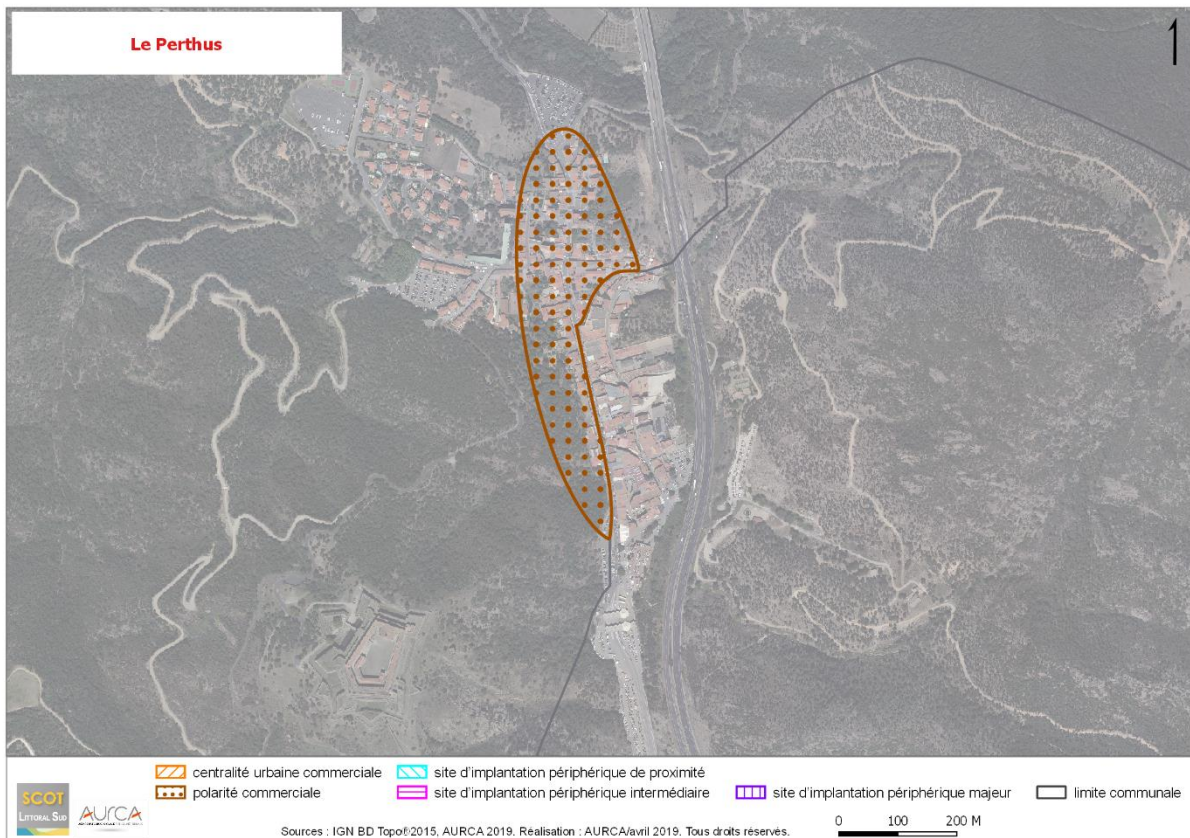 Le Perthus
1
centralité urbaine commerciale
site d'implantation périphérique de proximité
polarité commerciale
site d'implantation périphérique intermédiaire
site d'implantation périphérique majeur
limite communale
SCOT
LITTORAL SUD
AURCA
Sources : IGN BD Topo®2015, AURCA 2019. Réalisation : AURCA/avril 2019. Tous droits réservés.
0 100 200 M